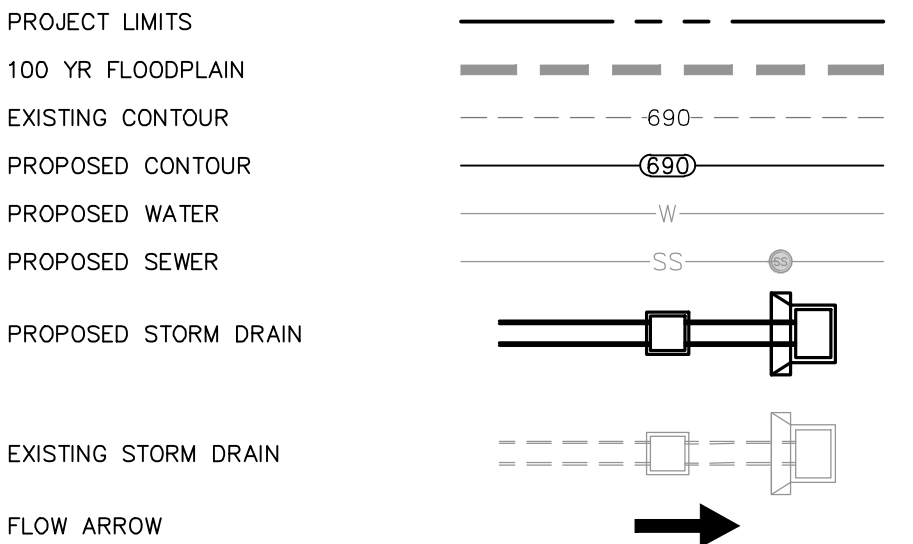 PROJECT LIMITS
100 YR FLOODPLAIN
EXISTING CONTOUR 690
PROPOSED CONTOUR 690
PROPOSED WATER W
PROPOSED SEWER SS SS
PROPOSED STORM DRAIN
EXISTING STORM DRAIN
FLOW ARROW